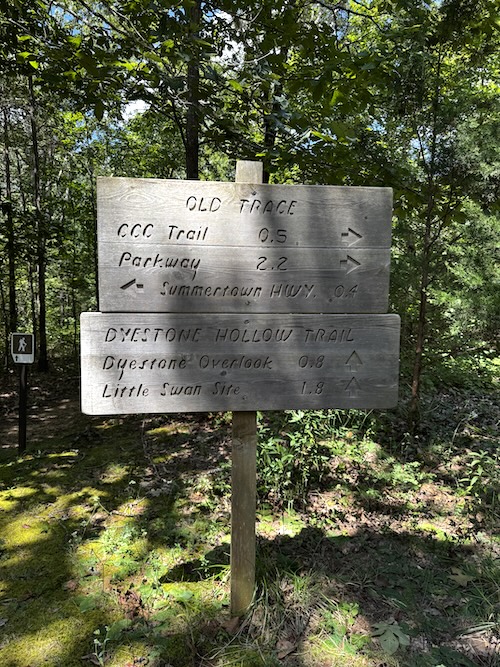 OLD TRACE
CCC Trail 0.5 →
Parkway 2.2 →
← Summertown HWY. 0.4
DYESTONE HOLLOW TRAIL
Dyestone Overlook 0.8 ↑
Little Swan Site 1.8 ↑